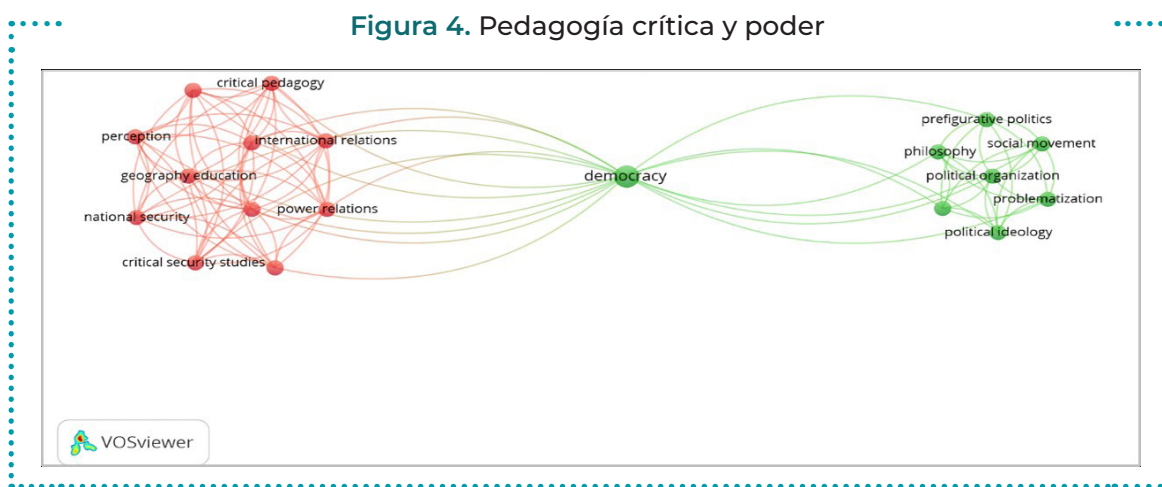 Figura 4. Pedagogía crítica y poder
critical pedagogy
perception
international relations
geography education
national security
power relations
critical security studies
democracy
prefigurative politics
social movement
philosophy
political organization
problematization
political ideology
VOSviewer